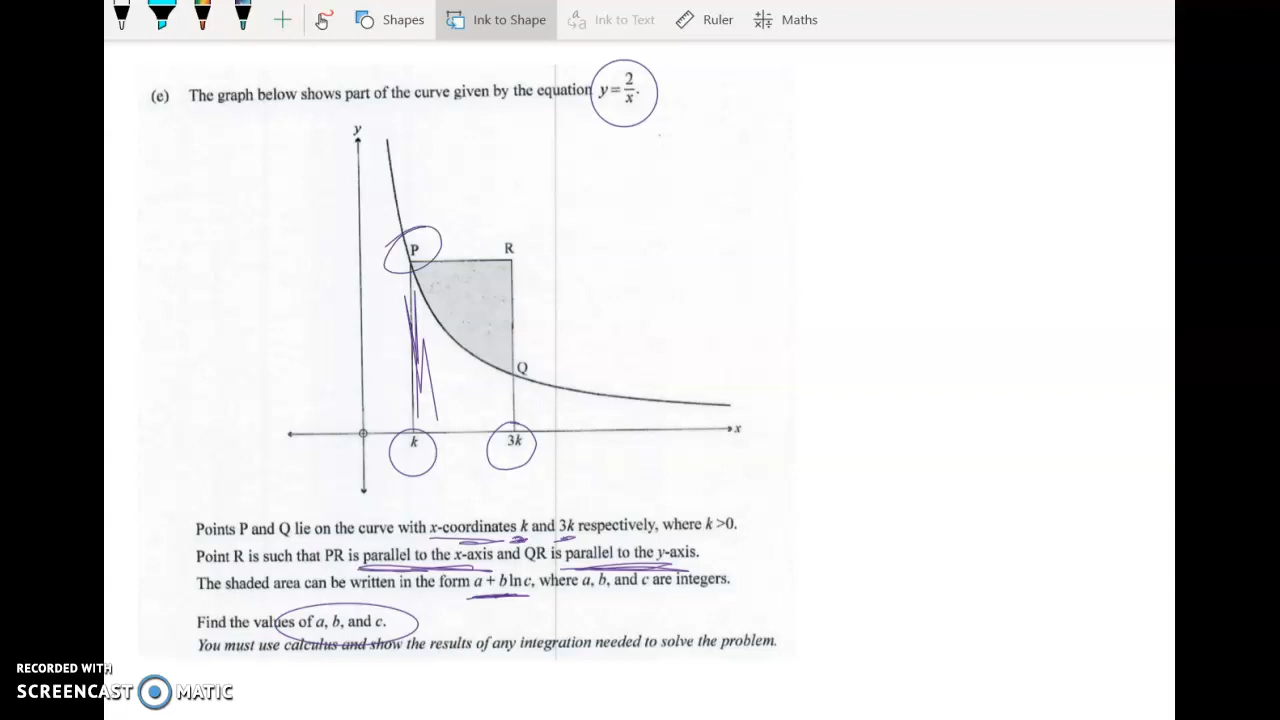 Shapes Ink to Shape Ink to Text Ruler Maths
(e) The graph below shows part of the curve given by the equation y = 2/x.
y
P R
Q
x
k 3k
Points P and Q lie on the curve with x-coordinates k and 3k respectively, where k >0.
Point R is such that PR is parallel to the x-axis and QR is parallel to the y-axis.
The shaded area can be written in the form a + b ln c, where a, b, and c are integers.
Find the values of a, b, and c.
You must use calculus and show the results of any integration needed to solve the problem.
RECORDED WITH
SCREENCAST MATIC